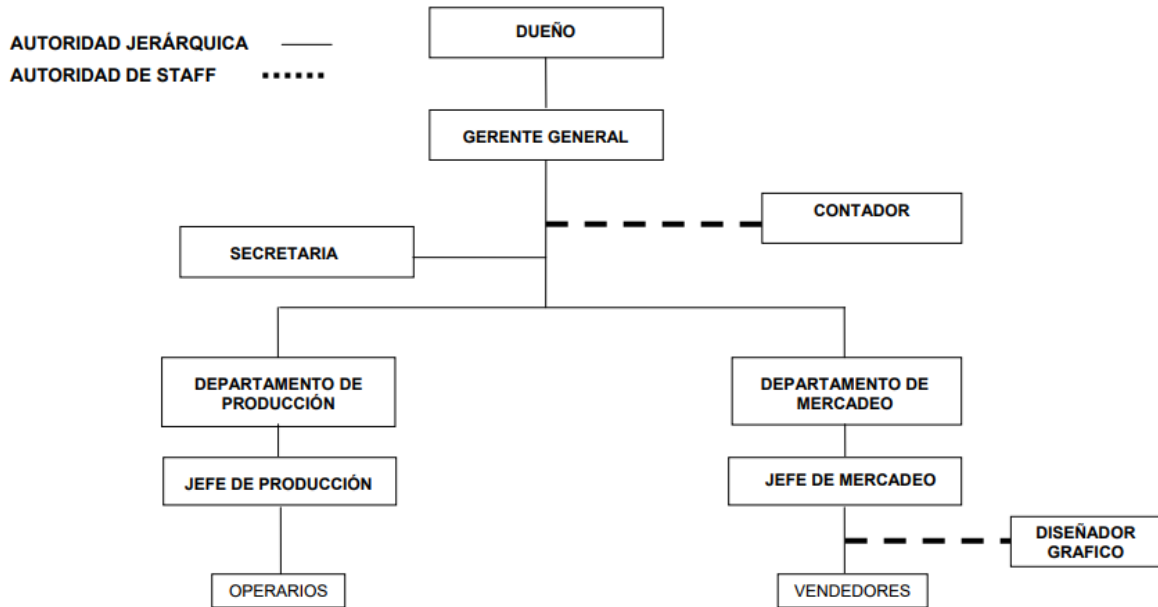 DUEÑO
AUTORIDAD JERÁRQUICA
AUTORIDAD DE STAFF
GERENTE GENERAL
CONTADOR
SECRETARIA
DEPARTAMENTO DE
PRODUCCIÓN
DEPARTAMENTO DE
MERCADEO
JEFE DE PRODUCCIÓN
JEFE DE MERCADEO
DISEÑADOR
GRAFICO
OPERARIOS
VENDEDORES